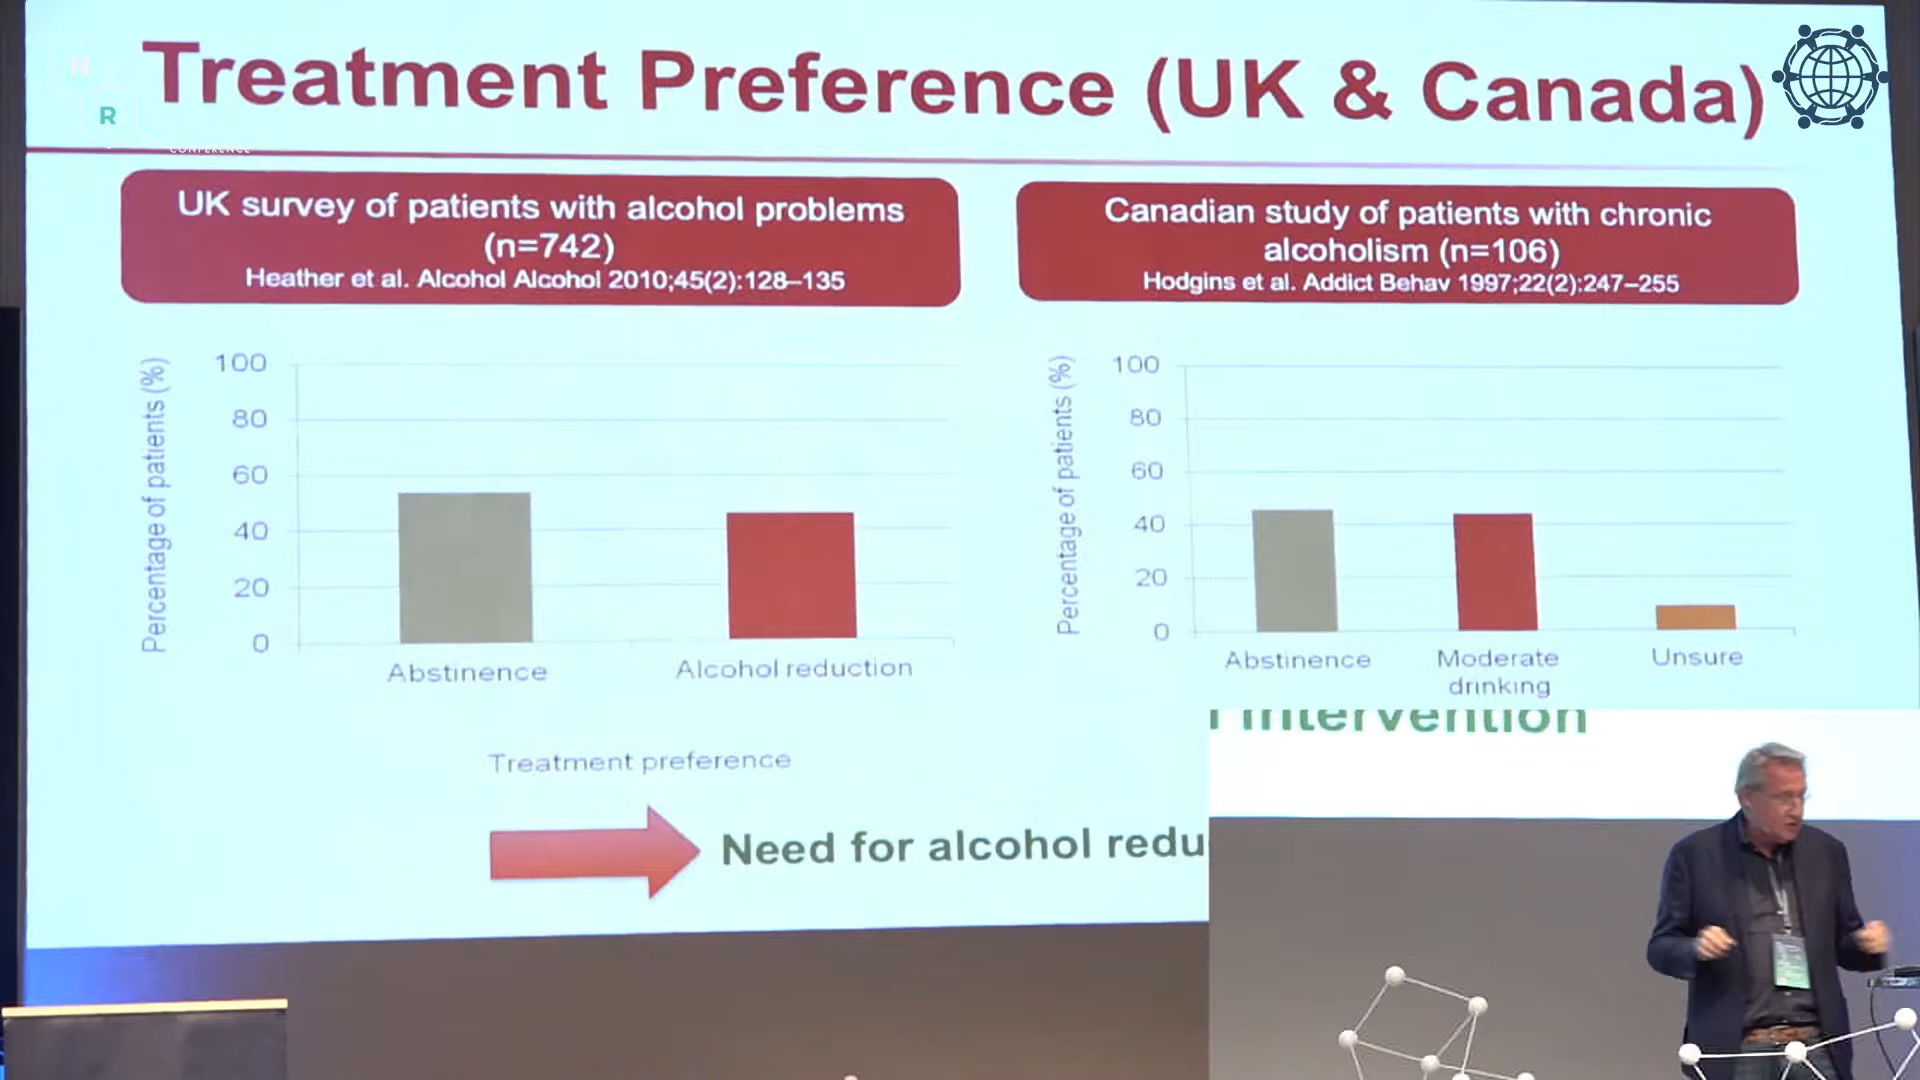 Treatment Preference (UK & Canada)
N
R
CONFERENCE
UK survey of patients with alcohol problems
(n=742)
Heather et al. Alcohol Alcohol 2010;45(2):128–135
Percentage of patients (%)
100
80
60
40
20
0
Abstinence
Alcohol reduction
Treatment preference
Canadian study of patients with chronic
alcoholism (n=106)
Hodgins et al. Addict Behav 1997;22(2):247–255
Percentage of patients (%)
100
80
60
40
20
0
Abstinence
Moderate
drinking
Unsure
Need for alcohol redu
intervention